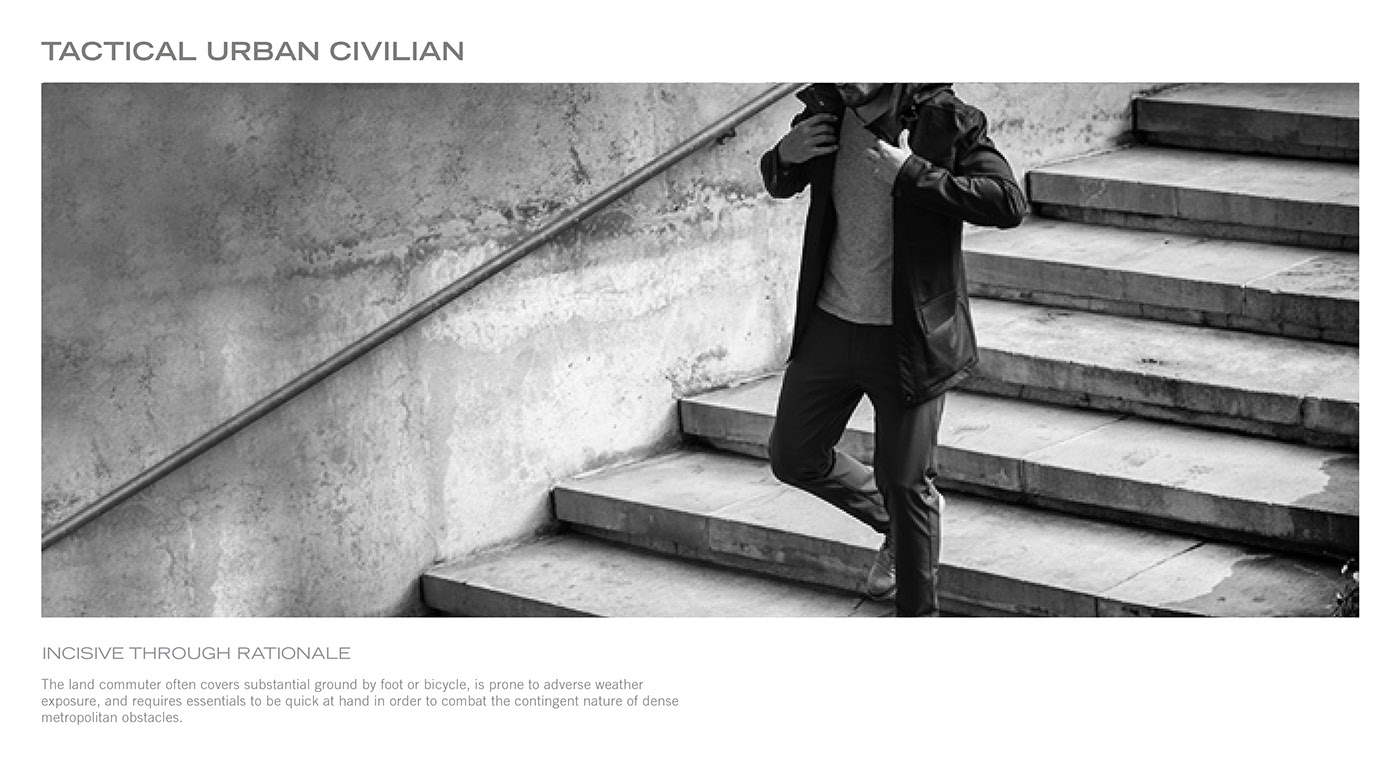 TACTICAL URBAN CIVILIAN
INCISIVE THROUGH RATIONALE
The land commuter often covers substantial ground by foot or bicycle, is prone to adverse weather
exposure, and requires essentials to be quick at hand in order to combat the contingent nature of dense
metropolitan obstacles.